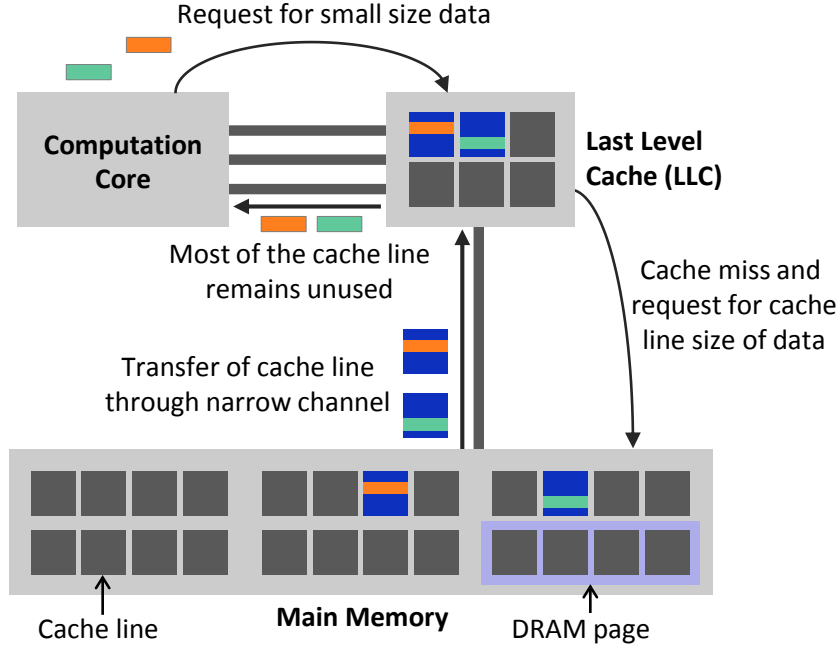 Request for small size data
Computation
Core
Last Level
Cache (LLC)
Most of the cache line
remains unused
Cache miss and
request for cache
line size of data
Transfer of cache line
through narrow channel
Main Memory
Cache line
DRAM page